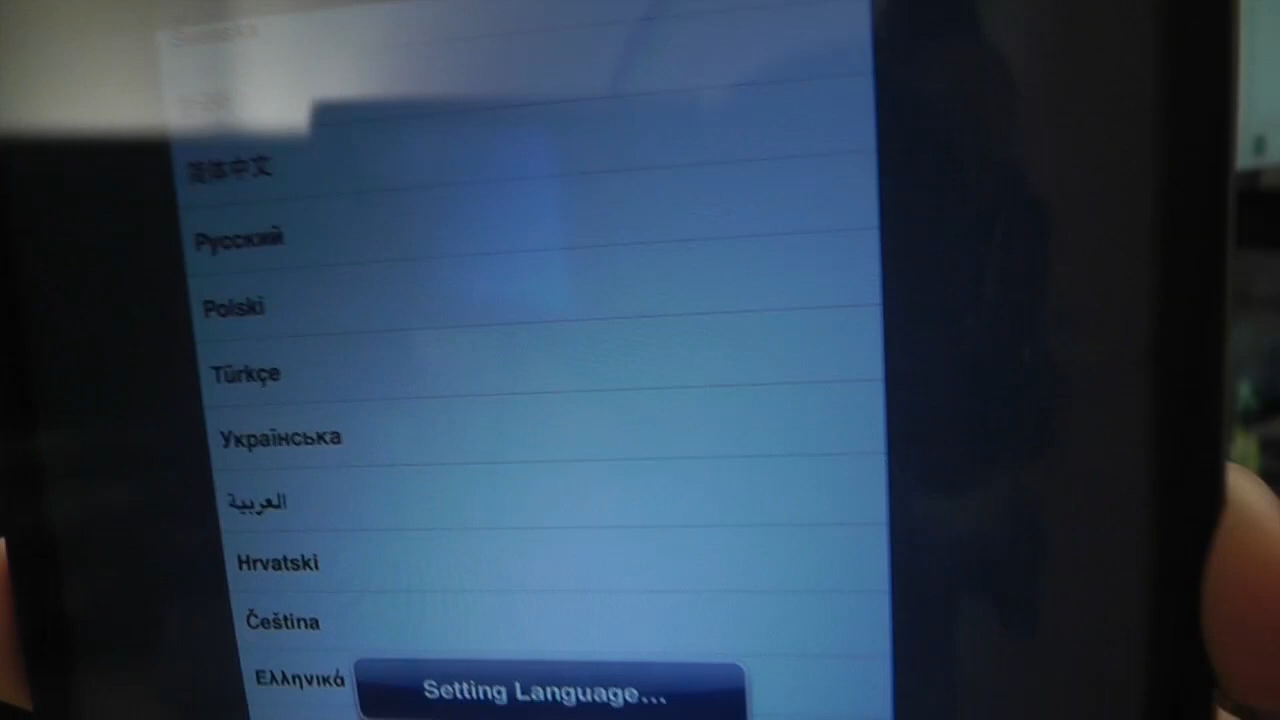 简体中文
Русский
Polski
Türkçe
Українська
العربية
Hrvatski
Čeština
Ελληνικά
Setting Language...